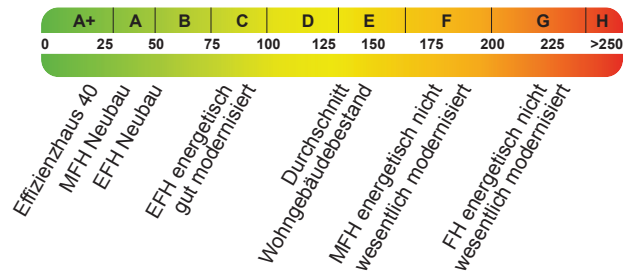 A+ A B C D E F G H
0 25 50 75 100 125 150 175 200 225 >250
Effizienzhaus 40
MFH Neubau
EFH Neubau
EFH energetisch
gut modernisiert
Durchschnitt
Wohngebäudebestand
MFH energetisch nicht
wesentlich modernisiert
FH energetisch nicht
wesentlich modernisiert